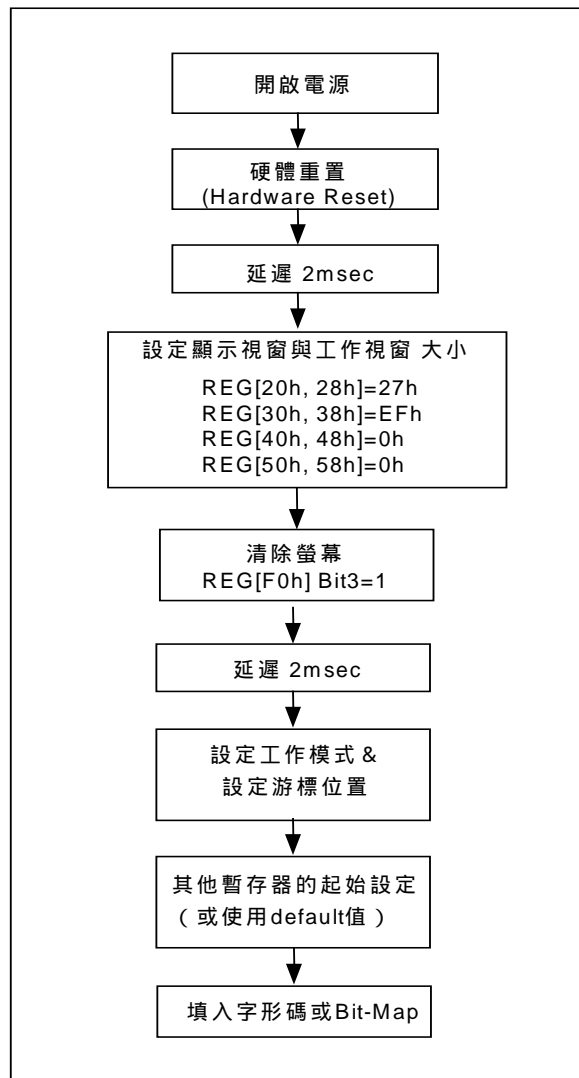 開啟電源
硬體重置
(Hardware Reset)
延遲 2msec
設定顯示視窗與工作視窗 大小
REG[20h, 28h]=27h
REG[30h, 38h]=EFh
REG[40h, 48h]=0h
REG[50h, 58h]=0h
清除螢幕
REG[F0h] Bit3=1
延遲 2msec
設定工作模式 &
設定游標位置
其他暫存器的起始設定
（或使用default值）
填入字形碼或Bit-Map